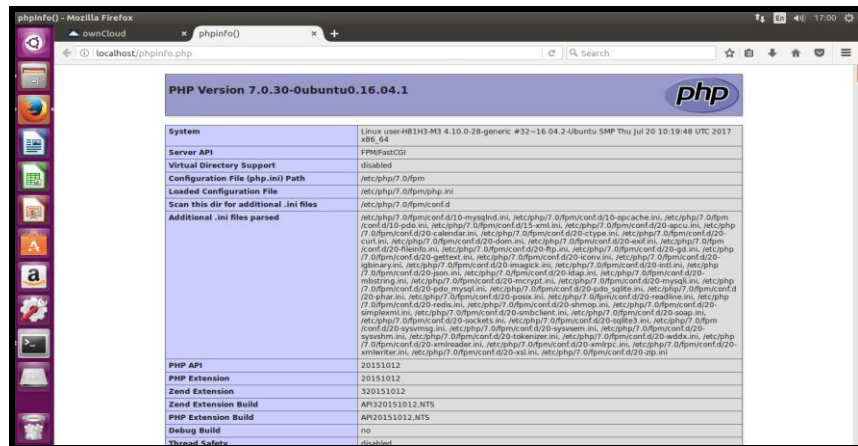 phpinfo() - Mozilla Firefox
En
17:00
ownCloud
phpinfo()
localhost/phpinfo.php
Search
PHP Version 7.0.30-0ubuntu0.16.04.1
php
System Linux user-H81H3-M3 4.10.0-28-generic #32~16.04.2-Ubuntu SMP Thu Jul 20 10:19:48 UTC 2017
x86_64
Server API FPM/FastCGI
Virtual Directory Support disabled
Configuration File (php.ini) Path /etc/php/7.0/fpm
Loaded Configuration File /etc/php/7.0/fpm/php.ini
Scan this dir for additional .ini files /etc/php/7.0/fpm/conf.d
Additional .ini files parsed /etc/php/7.0/fpm/conf.d/10-mysqlnd.ini, /etc/php/7.0/fpm/conf.d/10-opcache.ini, /etc/php/7.0/fpm
/conf.d/10-pdo.ini, /etc/php/7.0/fpm/conf.d/15-xml.ini, /etc/php/7.0/fpm/conf.d/20-apcu.ini, /etc/php
/7.0/fpm/conf.d/20-calendar.ini, /etc/php/7.0/fpm/conf.d/20-ctype.ini, /etc/php/7.0/fpm/conf.d/20-
curl.ini, /etc/php/7.0/fpm/conf.d/20-dom.ini, /etc/php/7.0/fpm/conf.d/20-exif.ini, /etc/php/7.0/fpm
/conf.d/20-fileinfo.ini, /etc/php/7.0/fpm/conf.d/20-ftp.ini, /etc/php/7.0/fpm/conf.d/20-gd.ini, /etc/php
/7.0/fpm/conf.d/20-gettext.ini, /etc/php/7.0/fpm/conf.d/20-iconv.ini, /etc/php/7.0/fpm/conf.d/20-
igbinary.ini, /etc/php/7.0/fpm/conf.d/20-imagick.ini, /etc/php/7.0/fpm/conf.d/20-intl.ini, /etc/php
/7.0/fpm/conf.d/20-json.ini, /etc/php/7.0/fpm/conf.d/20-ldap.ini, /etc/php/7.0/fpm/conf.d/20-
mbstring.ini, /etc/php/7.0/fpm/conf.d/20-mcrypt.ini, /etc/php/7.0/fpm/conf.d/20-mysqli.ini, /etc/php
/7.0/fpm/conf.d/20-pdo_mysql.ini, /etc/php/7.0/fpm/conf.d/20-pdo_sqlite.ini, /etc/php/7.0/fpm/conf.d
/20-phar.ini, /etc/php/7.0/fpm/conf.d/20-posix.ini, /etc/php/7.0/fpm/conf.d/20-readline.ini, /etc/php
/7.0/fpm/conf.d/20-redis.ini, /etc/php/7.0/fpm/conf.d/20-shmop.ini, /etc/php/7.0/fpm/conf.d/20-
simplexml.ini, /etc/php/7.0/fpm/conf.d/20-smbclient.ini, /etc/php/7.0/fpm/conf.d/20-soap.ini,
/etc/php/7.0/fpm/conf.d/20-sockets.ini, /etc/php/7.0/fpm/conf.d/20-sqlite3.ini, /etc/php/7.0/fpm
/conf.d/20-sysvmsg.ini, /etc/php/7.0/fpm/conf.d/20-sysvsem.ini, /etc/php/7.0/fpm/conf.d/20-
sysvshm.ini, /etc/php/7.0/fpm/conf.d/20-tokenizer.ini, /etc/php/7.0/fpm/conf.d/20-wddx.ini, /etc/php
/7.0/fpm/conf.d/20-xmlreader.ini, /etc/php/7.0/fpm/conf.d/20-xmlrpc.ini, /etc/php/7.0/fpm/conf.d/20-
xmlwriter.ini, /etc/php/7.0/fpm/conf.d/20-xsl.ini, /etc/php/7.0/fpm/conf.d/20-zip.ini
PHP API 20151012
PHP Extension 20151012
Zend Extension 320151012
Zend Extension Build API320151012,NTS
PHP Extension Build API20151012,NTS
Debug Build no
Thread Safety disabled